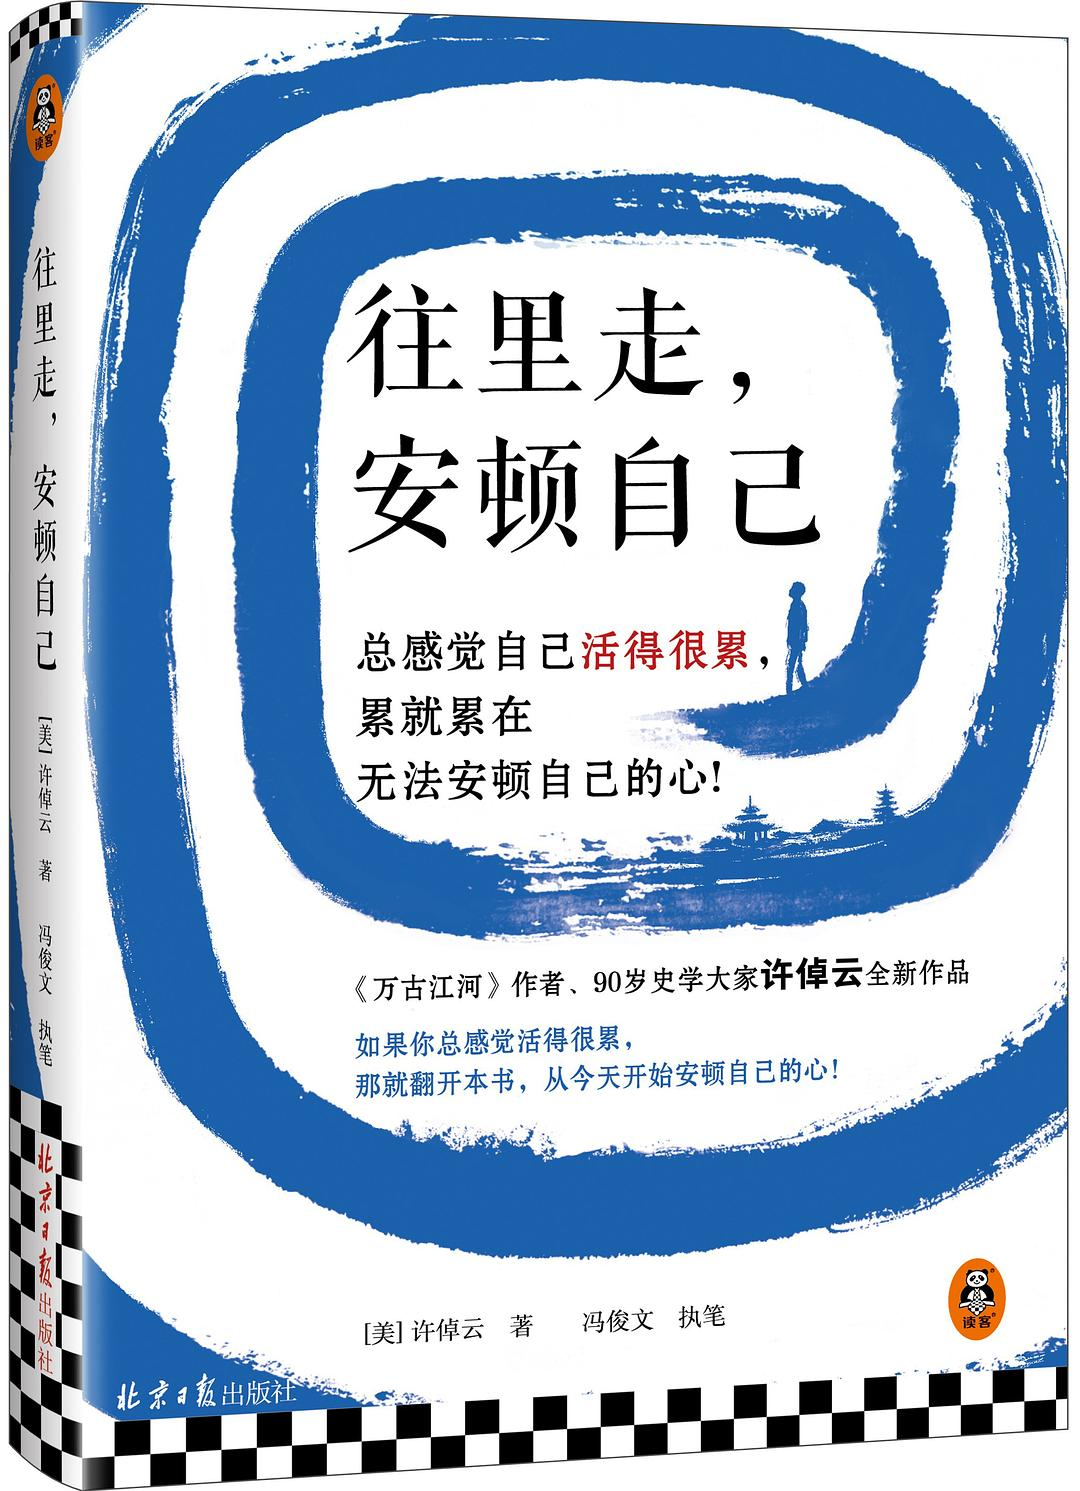 往里走，
安顿自己
总感觉自己活得很累，
累就累在
无法安顿自己的心！
《万古江河》作者、90岁史学大家许倬云全新作品
如果你总感觉活得很累，
那就翻开本书，从今天开始安顿自己的心！
[美] 许倬云 著 冯俊文 执笔
读客®
北京日报出版社
读客®
往里走，安顿自己
[美] 许倬云 著 冯俊文 执笔
北京日报出版社